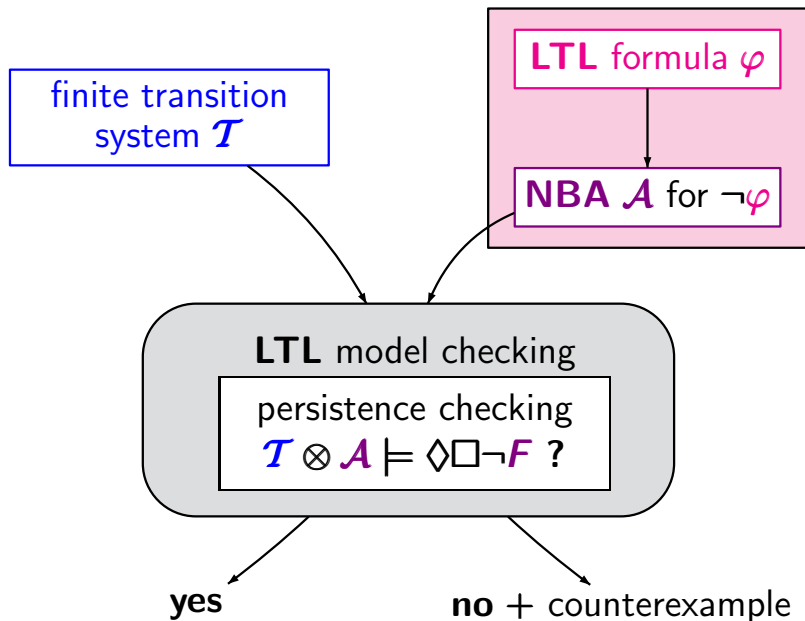 finite transition
system 𝓣
LTL formula φ
NBA 𝓐 for ¬φ
LTL model checking
persistence checking
𝓣 ⊗ 𝓐 ⊨ ◊□¬F ?
yes
no + counterexample